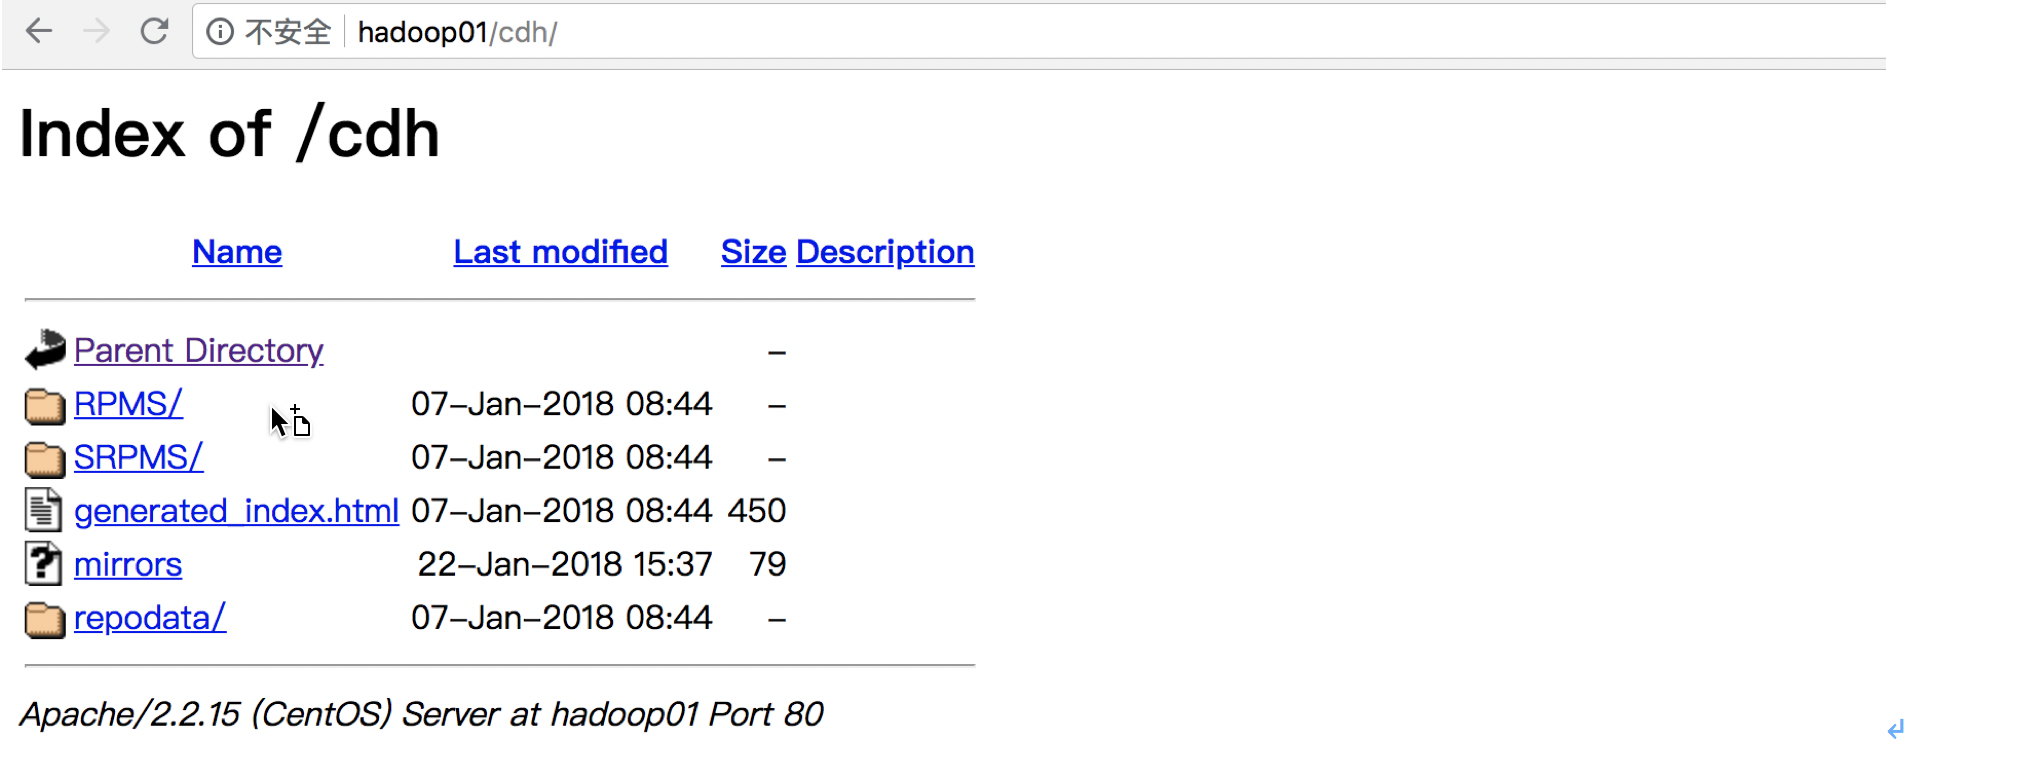 不安全 hadoop01/cdh/
Index of /cdh
Name Last modified Size Description
Parent Directory –
RPMS/ 07–Jan–2018 08:44 –
SRPMS/ 07–Jan–2018 08:44 –
generated_index.html 07–Jan–2018 08:44 450
mirrors 22–Jan–2018 15:37 79
repodata/ 07–Jan–2018 08:44 –
Apache/2.2.15 (CentOS) Server at hadoop01 Port 80